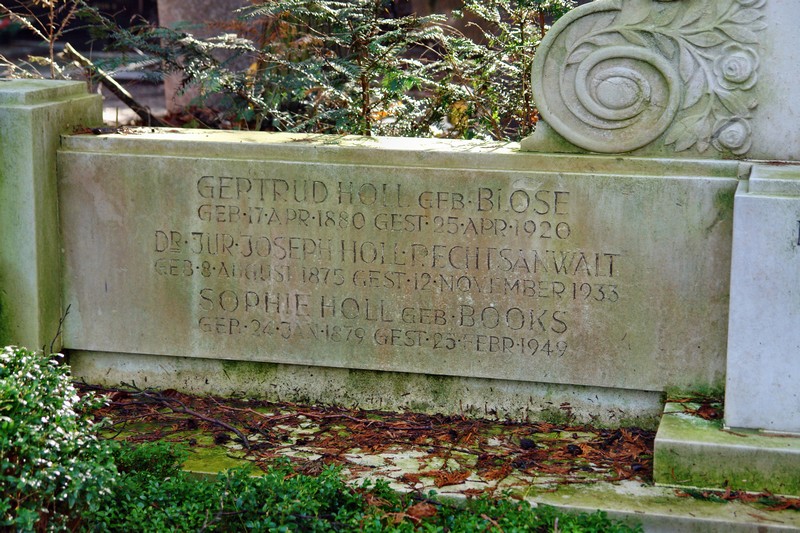 GERTRUD HOLL GEB·BLOSE
GEB·17·APR·1880 GEST·25·APR·1920
DR·JUR·JOSEPH HOLL RECHTSANWALT
GEB·8·AUGUST 1875 GEST·12·NOVEMBER 1933
SOPHIE HOLL GEB·BOOKS
GEB·24·JAN·1879 GEST·23·FEBR·1949